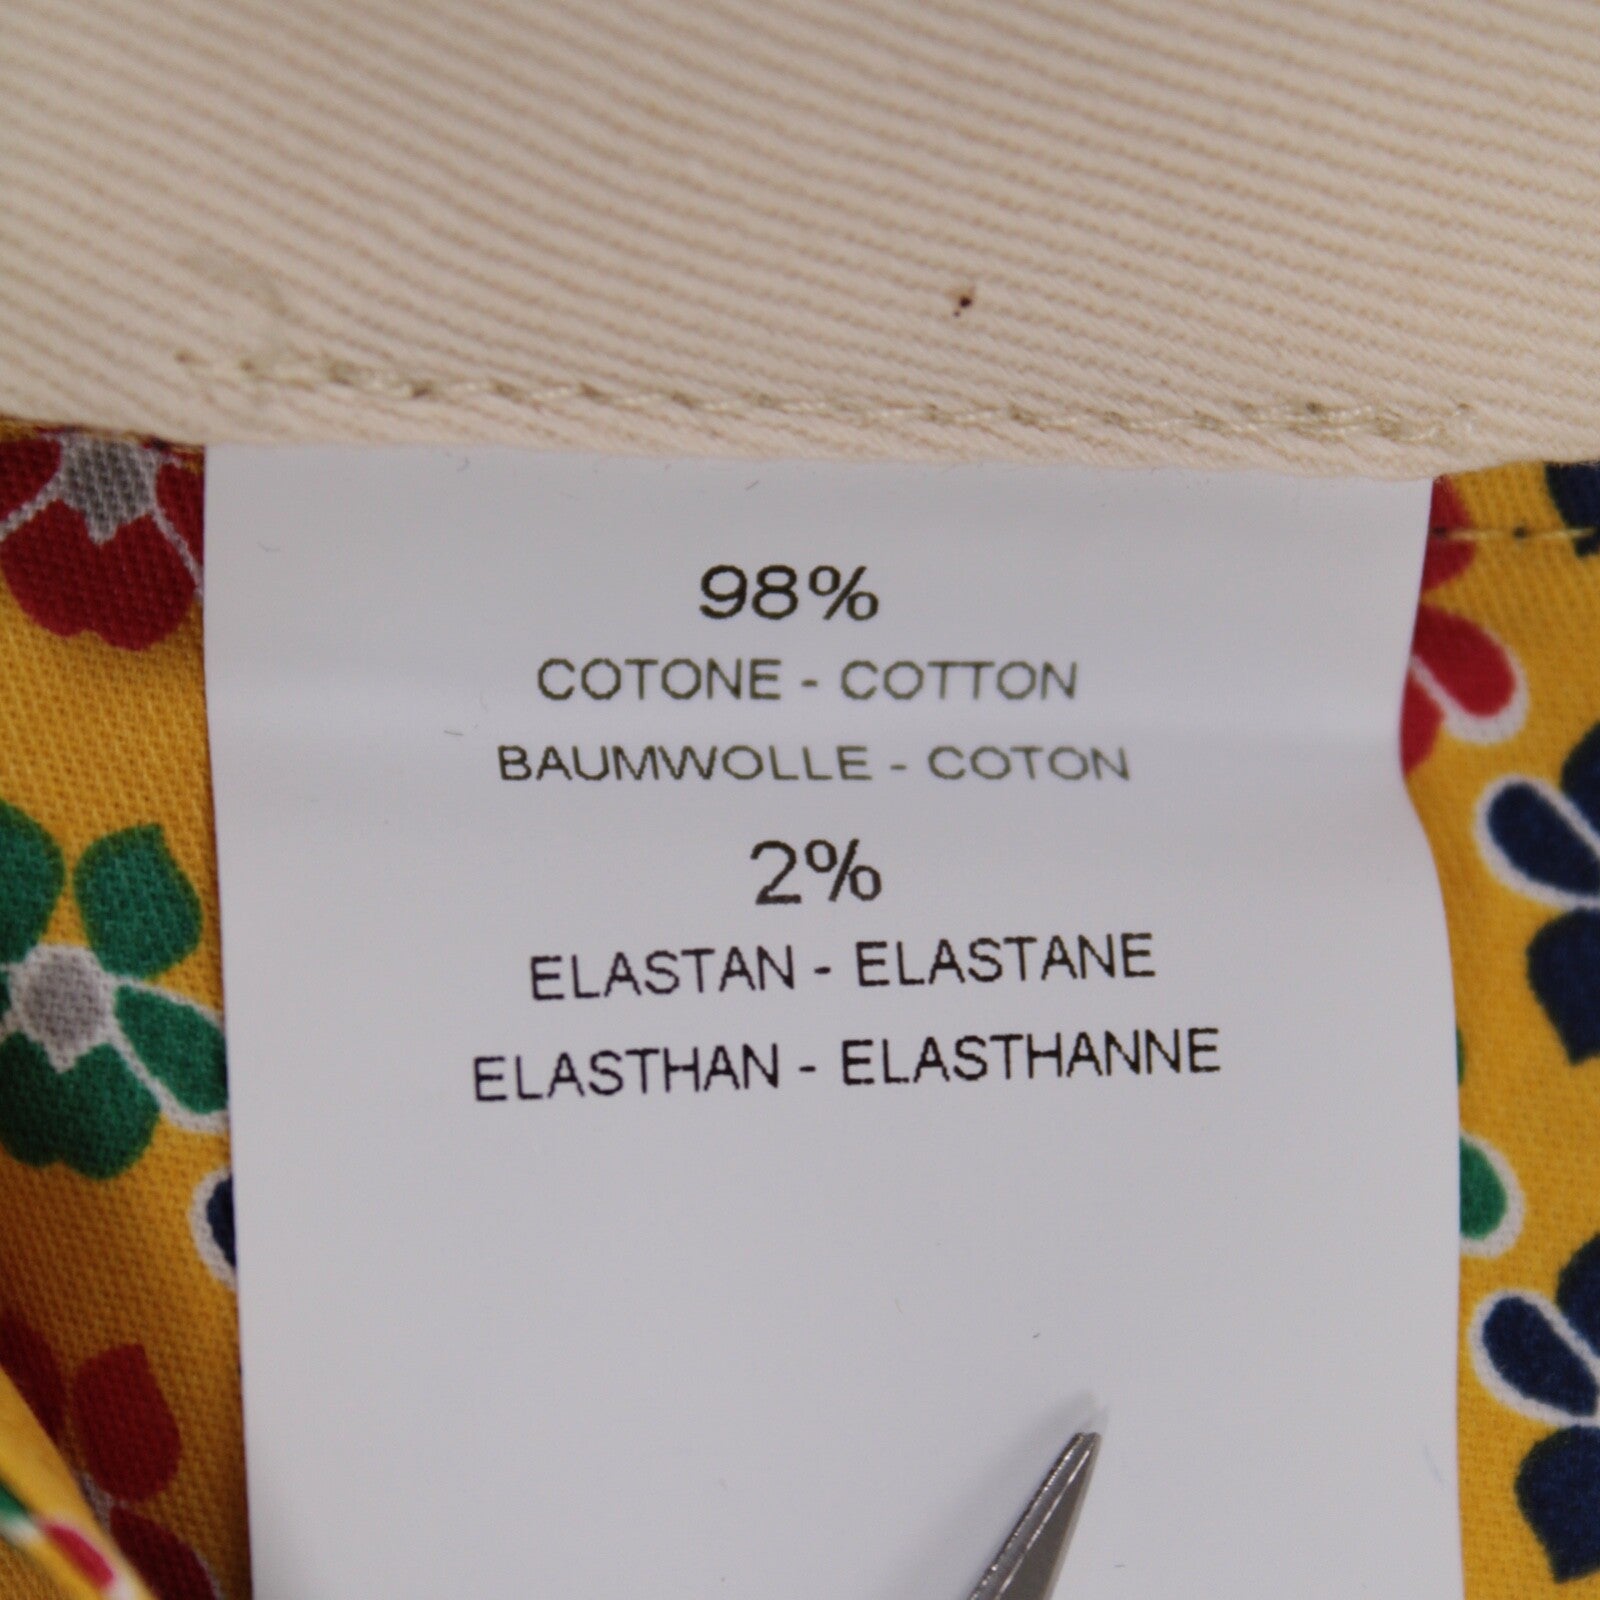 98%
COTONE - COTTON
BAUMWOLLE - COTON
2%
ELASTAN - ELASTANE
ELASTHAN - ELASTHANNE